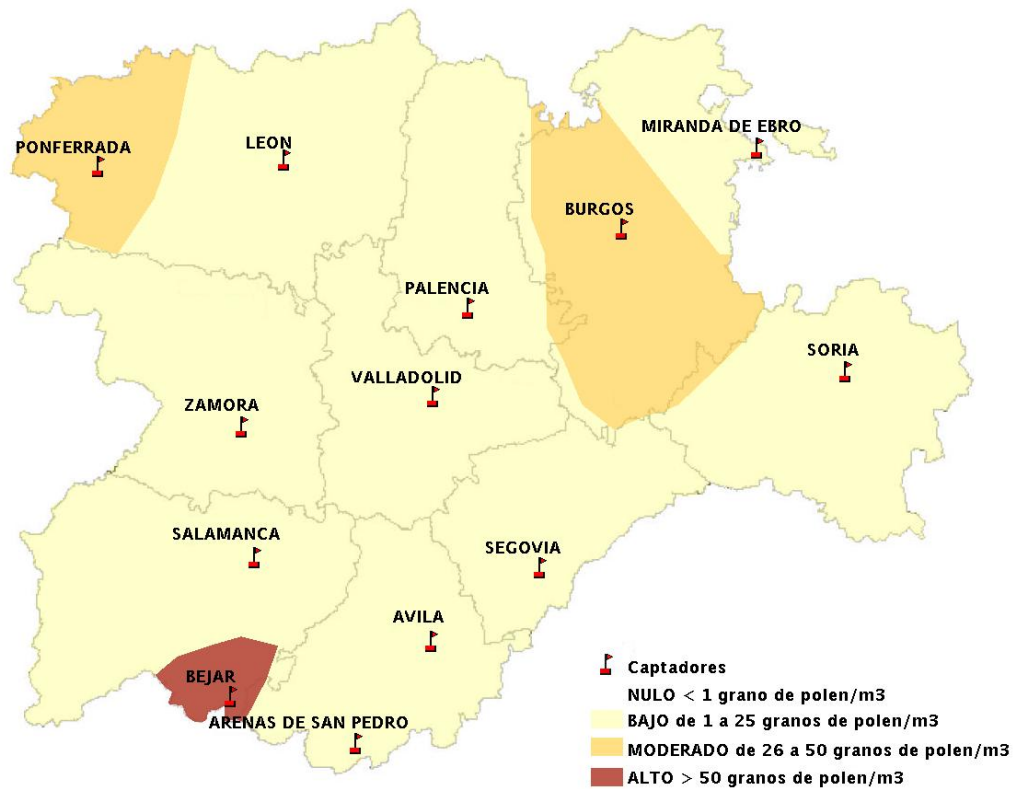 MIRANDA DE EBRO
PONFERRADA
LEON
BURGOS
PALENCIA
SORIA
VALLADOLID
ZAMORA
SALAMANCA
SEGOVIA
AVILA
BEJAR
ARENAS DE SAN PEDRO
Captadores
NULO < 1 grano de polen/m3
BAJO de 1 a 25 granos de polen/m3
MODERADO de 26 a 50 granos de polen/m3
ALTO > 50 granos de polen/m3